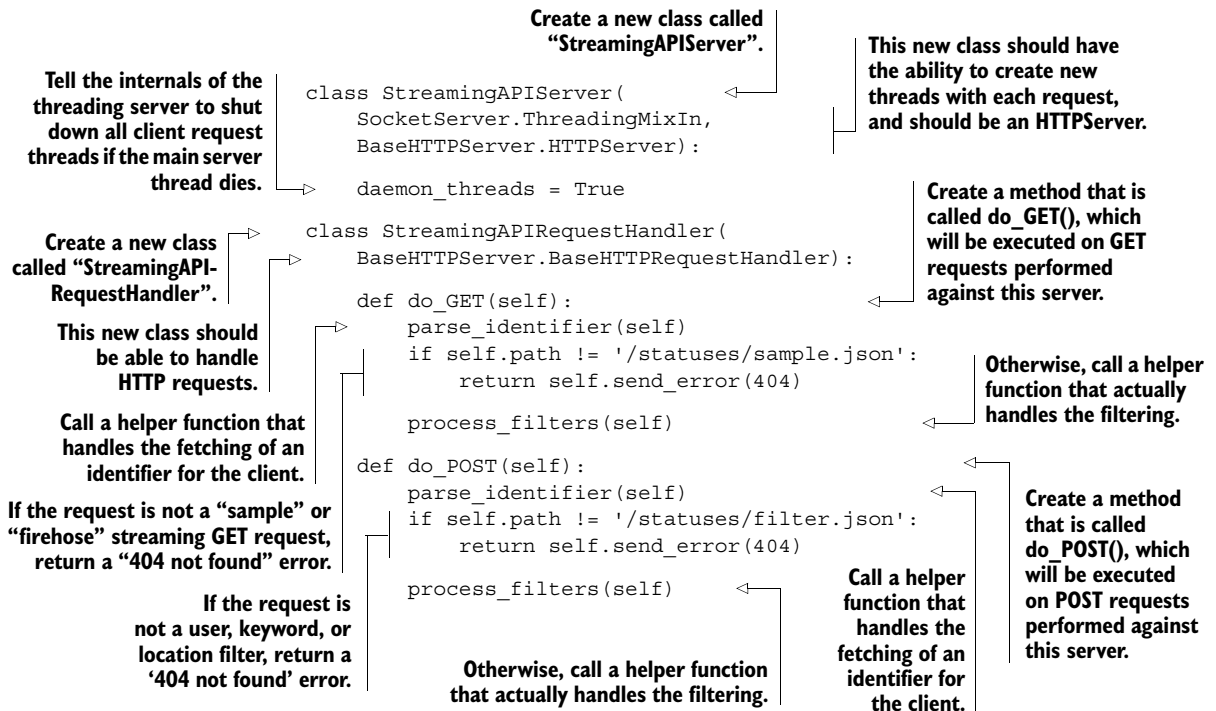 Create a new class called
“StreamingAPIServer”.
This new class should have
the ability to create new
threads with each request,
and should be an HTTPServer.
Tell the internals of the
threading server to shut
down all client request
threads if the main server
thread dies.
class StreamingAPIServer(
    SocketServer.ThreadingMixIn,
    BaseHTTPServer.HTTPServer):
    daemon_threads = True
Create a new class
called “StreamingAPI-
RequestHandler”.
class StreamingAPIRequestHandler(
    BaseHTTPServer.BaseHTTPRequestHandler):
This new class should
be able to handle
HTTP requests.
Create a method that is
called do_GET(), which
will be executed on GET
requests performed
against this server.
    def do_GET(self):
        parse_identifier(self)
        if self.path != '/statuses/sample.json':
            return self.send_error(404)
        process_filters(self)
Call a helper function that
handles the fetching of an
identifier for the client.
If the request is not a “sample” or
“firehose” streaming GET request,
return a “404 not found” error.
Otherwise, call a helper
function that actually
handles the filtering.
    def do_POST(self):
        parse_identifier(self)
        if self.path != '/statuses/filter.json':
            return self.send_error(404)
        process_filters(self)
If the request is
not a user, keyword, or
location filter, return a
‘404 not found’ error.
Otherwise, call a helper function
that actually handles the filtering.
Call a helper
function that
handles the
fetching of an
identifier for
the client.
Create a method
that is called
do_POST(), which
will be executed
on POST requests
performed against
this server.